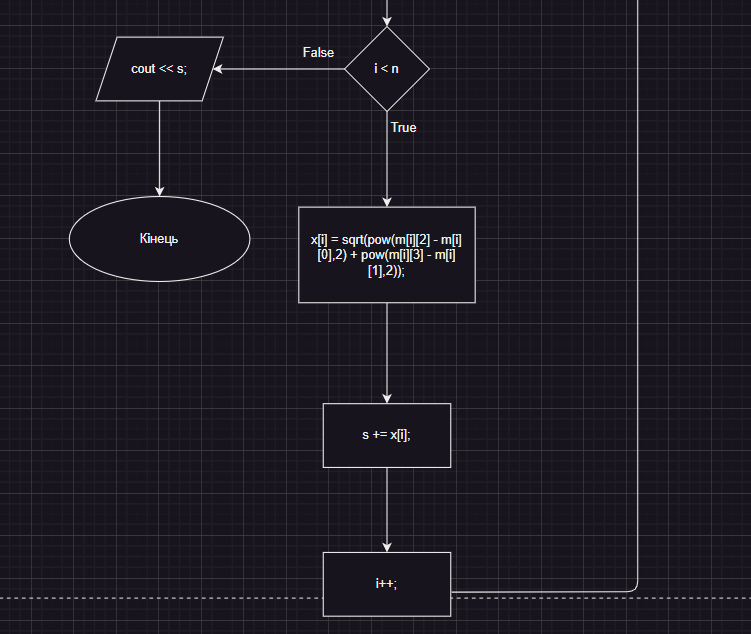 False
cout << s;
i < n
True
Кінець
x[i] = sqrt(pow(m[i][2] - m[i]
[0],2) + pow(m[i][3] - m[i]
[1],2));
s += x[i];
i++;